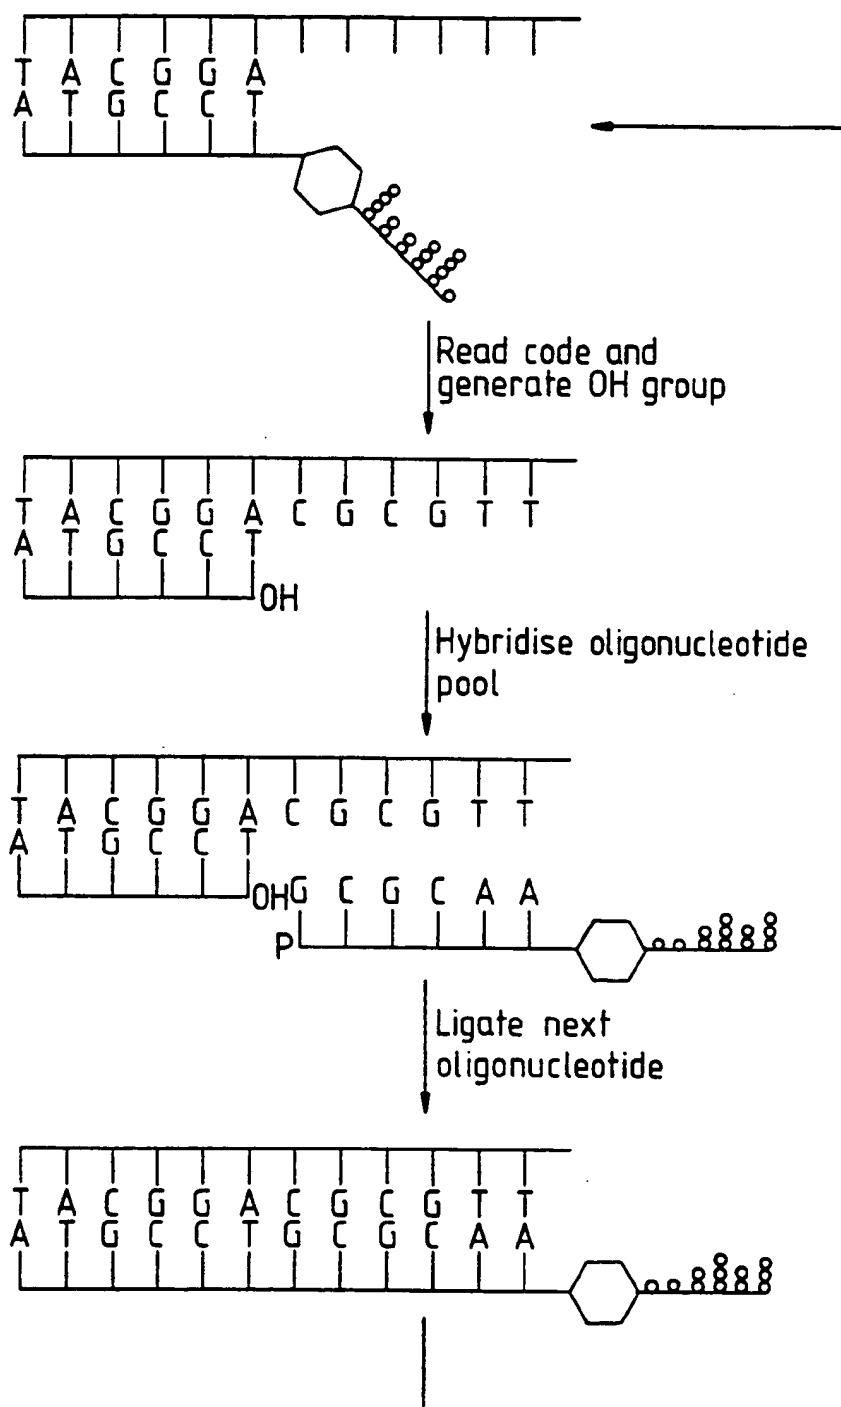 T A C G G A
A T G C C T
Read code and
generate OH group
T A C G G A C G C G T T
A T G C C T
OH
Hybridise oligonucleotide
pool
T A C G G A C G C G T T
A T G C C T
OH G C G C A A
P
Ligate next
oligonucleotide
T A C G G A C G C G T T
A T G C C T G C G C A A